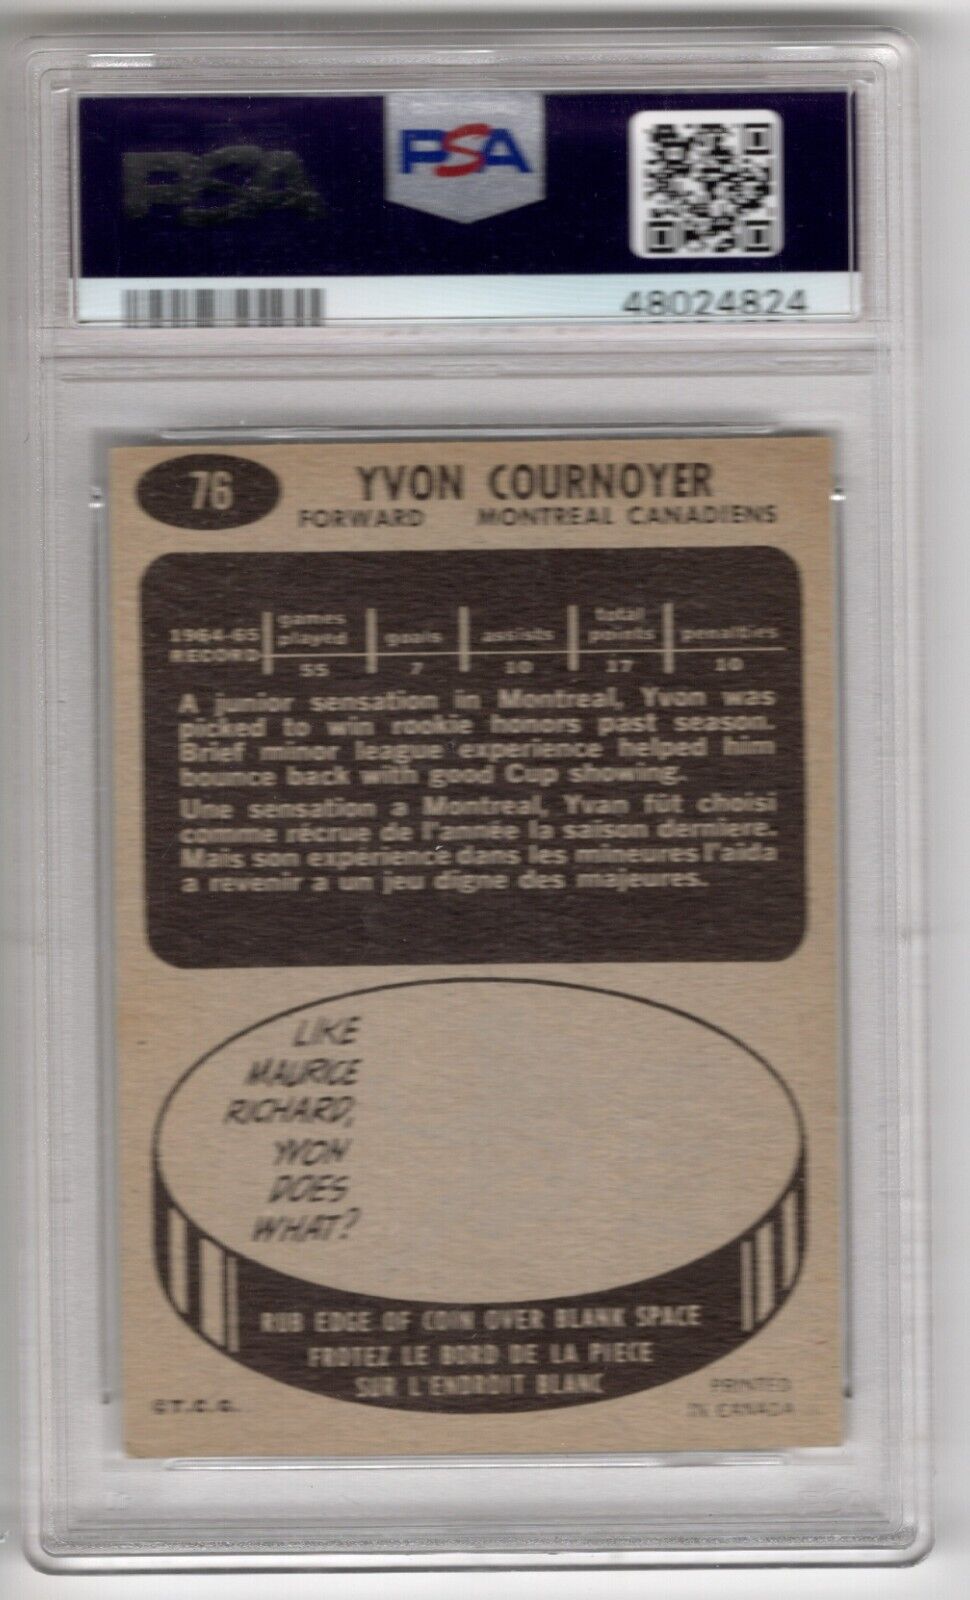 PSA
PSA
48024824
76
YVON COURNOYER
FORWARD MONTREAL CANADIENS
1964-65 RECORD games played goals assists total points penalties
55 7 10 17 10
A junior sensation in Montreal, Yvon was
picked to win rookie honors past season.
Brief minor league experience helped him
bounce back with good Cup showing.
Une sensation a Montreal, Yvan fût choisi
comme récrue de l'année la saison derniere.
Mais son expérience dans les mineures l'aida
a revenir a un jeu digne des majeures.
LIKE
MAURICE
RICHARD,
YVON
DOES
WHAT?
RUB EDGE OF COIN OVER BLANK SPACE
FROTEZ LE BORD DE LA PIECE
SUR L'ENDROIT BLANC
©T.C.G.
PRINTED
IN CANADA